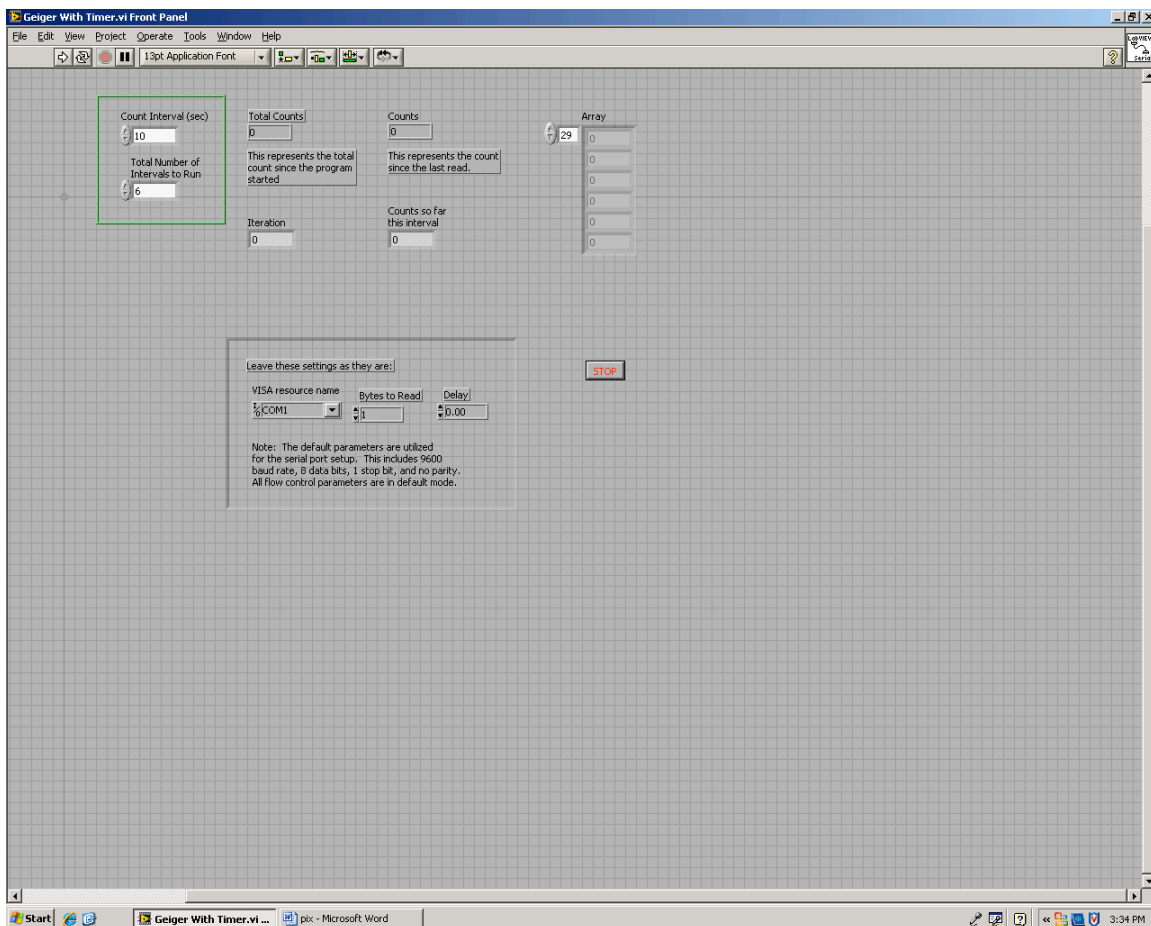 Geiger With Timer.vi Front Panel
File Edit View Project Operate Tools Window Help
13pt Application Font
LabVIEW
Serial
Count Interval (sec)
10
Total Number of
Intervals to Run
6
Total Counts
0
This represents the total
count since the program
started
Iteration
0
Counts
0
This represents the count
since the last read.
Counts so far
this interval
0
Array
29
0
0
0
0
0
0
Leave these settings as they are:
VISA resource name
COM1
Bytes to Read
1
Delay
0.00
Note: The default parameters are utilized
for the serial port setup. This includes 9600
baud rate, 8 data bits, 1 stop bit, and no parity.
All flow control parameters are in default mode.
STOP
Start
Geiger With Timer.vi ...
pix - Microsoft Word
3:34 PM